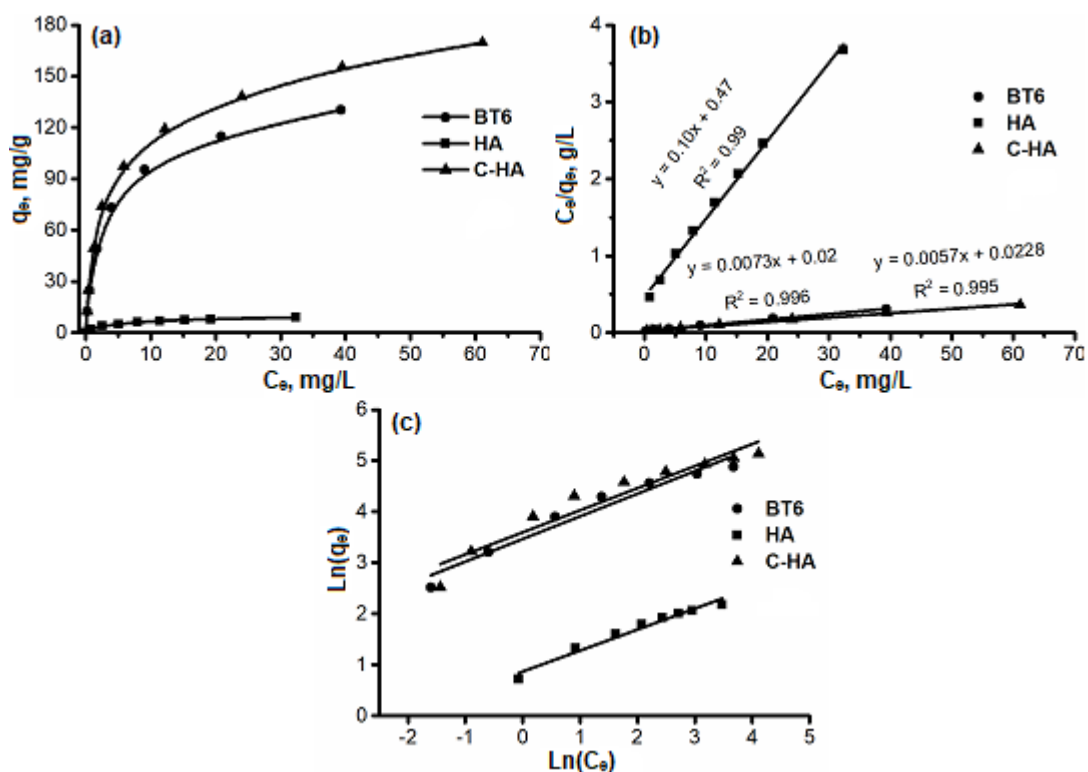 (a)
180
150
120
90
60
30
0
qₑ, mg/g
BT6
HA
C-HA
0 10 20 30 40 50 60 70
Cₑ, mg/L
(b)
4
3
2
1
0
Cₑ/qₑ, g/L
y = 0.10x + 0.47
R² = 0.99
BT6
HA
C-HA
y = 0.0073x + 0.02
R² = 0.996
y = 0.0057x + 0.0228
R² = 0.995
0 10 20 30 40 50 60 70
Cₑ, mg/L
(c)
6
5
4
3
2
1
0
Ln(qₑ)
BT6
HA
C-HA
-2 -1 0 1 2 3 4 5
Ln(Cₑ)